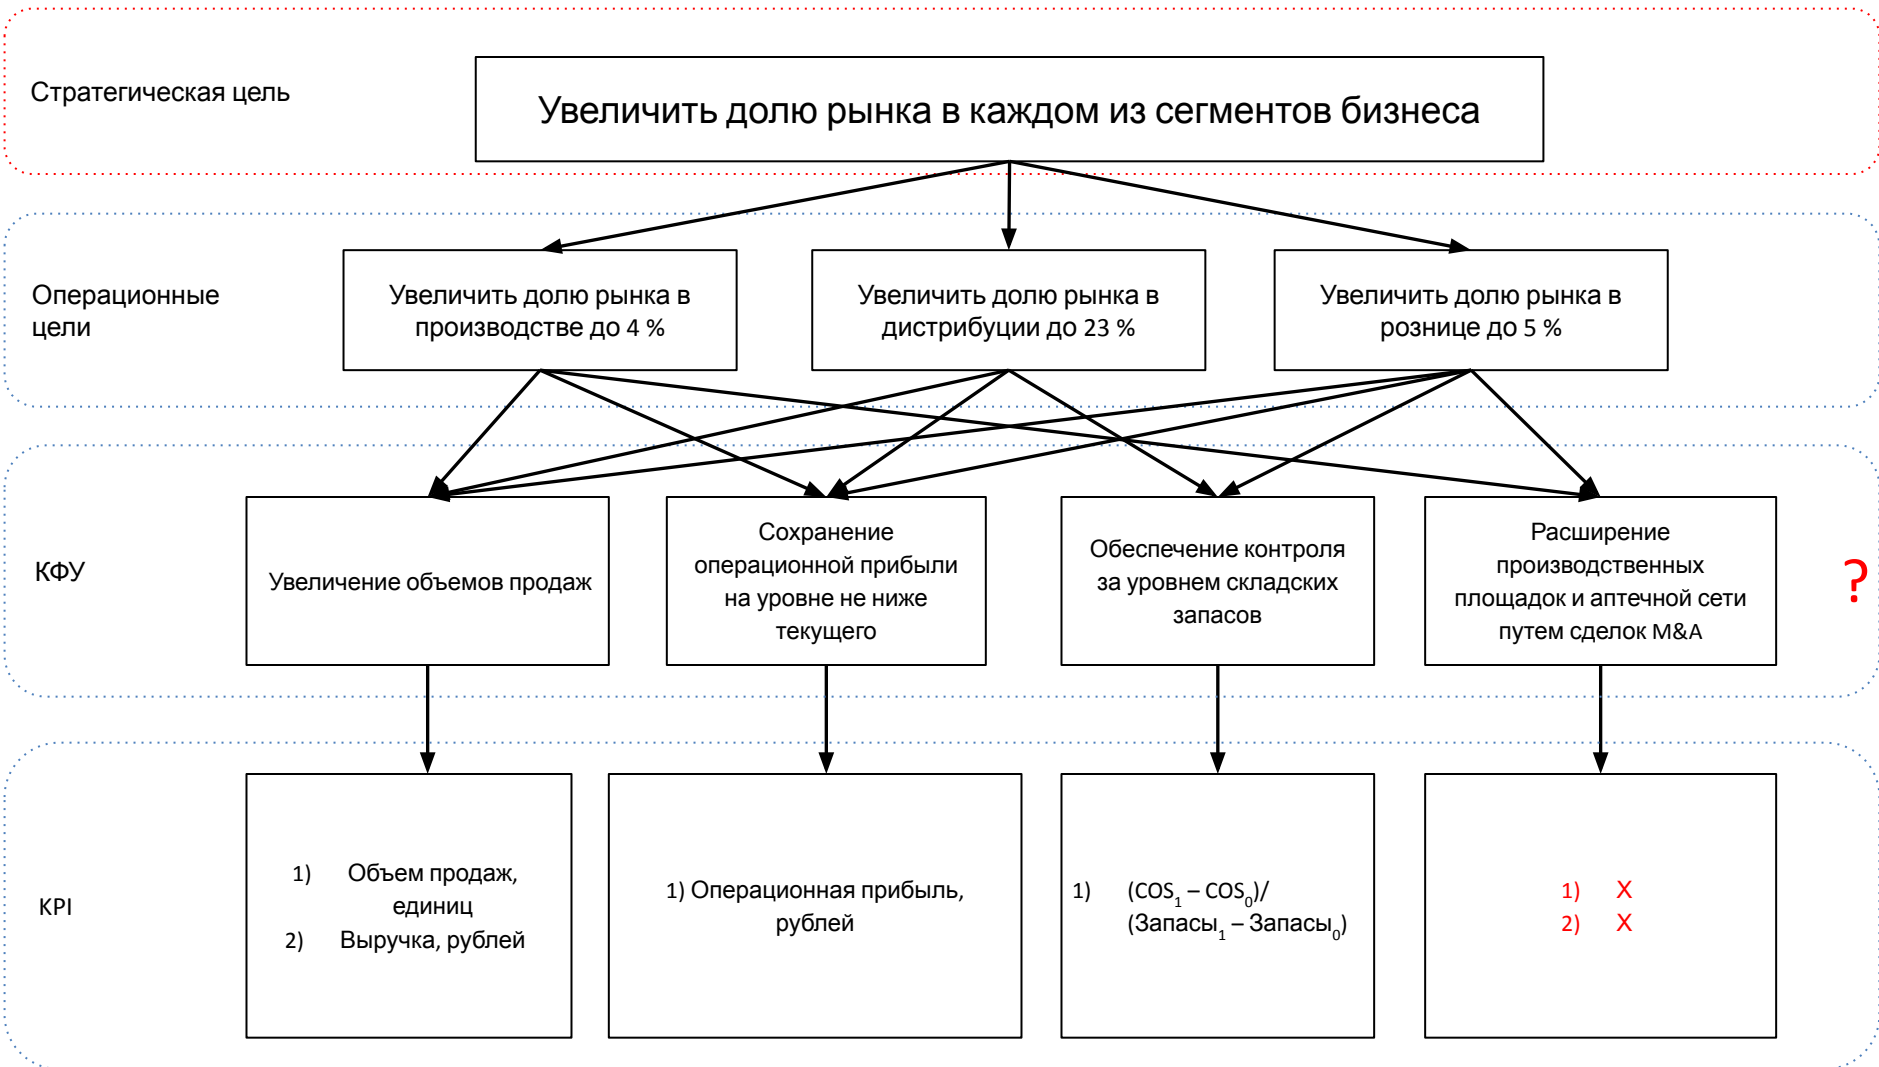 Стратегическая цель
Увеличить долю рынка в каждом из сегментов бизнеса
Операционные
цели
Увеличить долю рынка в
производстве до 4 %
Увеличить долю рынка в
дистрибуции до 23 %
Увеличить долю рынка в
рознице до 5 %
КФУ
Увеличение объемов продаж
Сохранение
операционной прибыли
на уровне не ниже
текущего
Обеспечение контроля
за уровнем складских
запасов
Расширение
производственных
площадок и аптечной сети
путем сделок M&A
?
KPI
1) Объем продаж,
единиц
2) Выручка, рублей
1) Операционная прибыль,
рублей
1) (COS₁ – COS₀)/
(Запасы₁ – Запасы₀)
1) X
2) X